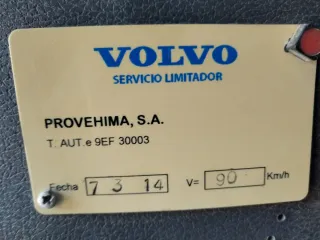 VOLVO
SERVICIO LIMITADOR
PROVEHIMA, S.A.
T. AUT. e 9EF 30003
Fecha 7 3 14 V= 90 Km/h